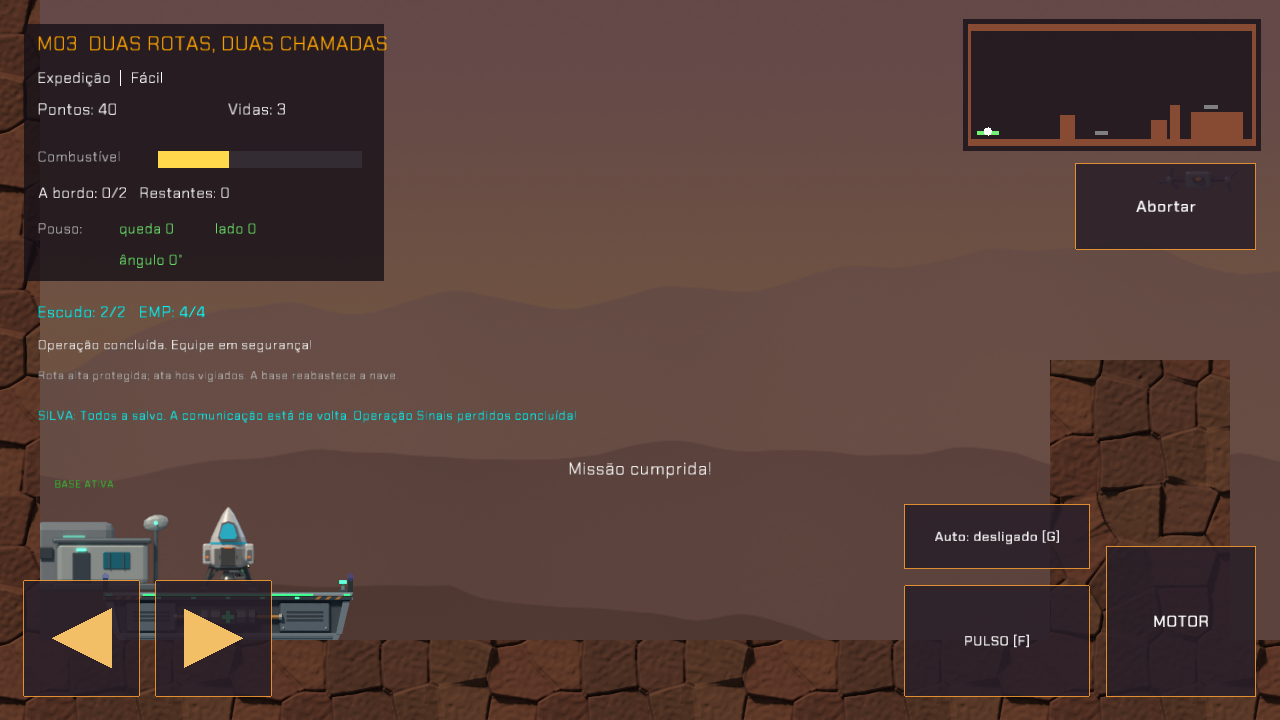 M03 DUAS ROTAS, DUAS CHAMADAS
Expedição | Fácil
Pontos: 40 Vidas: 3
Combustível
A bordo: 0/2 Restantes: 0
Pouso: queda 0 lado 0
ângulo 0°
Escudo: 2/2 EMP: 4/4
Operação concluída. Equipe em segurança!
Rota alta protegida; ata hos vigiados. A base reabastece a nave
SILVA: Todos a salvo. A comunicação está de volta. Operação Sinais perdidos concluída!
Missão cumprida!
BASE ATIVA
Abortar
Auto: desligado [G]
PULSO [F]
MOTOR